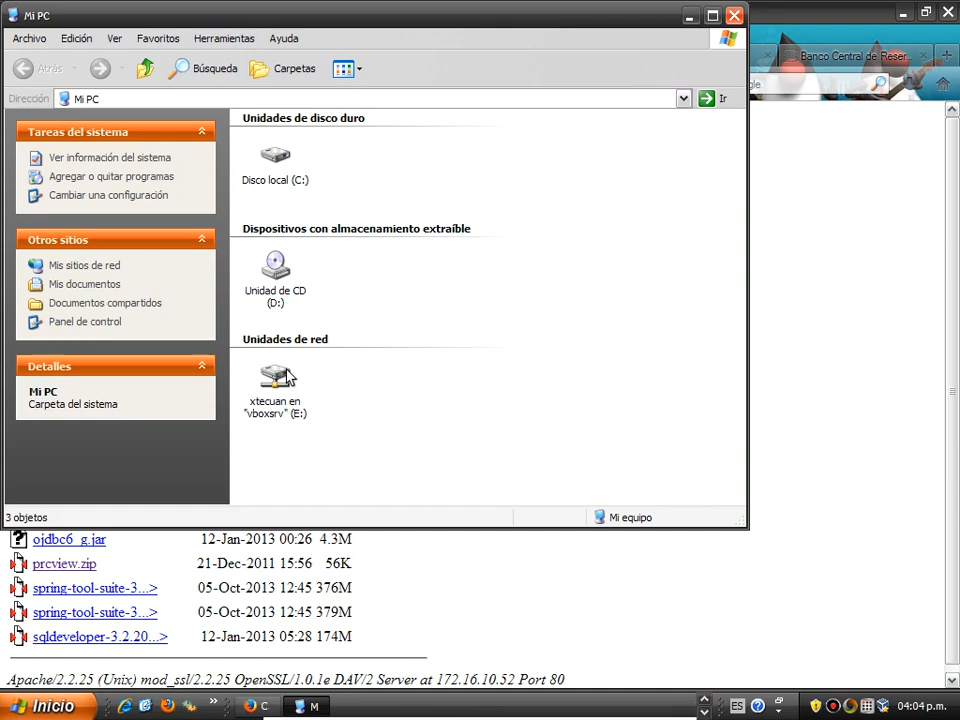 Mi PC
Archivo Edición Ver Favoritos Herramientas Ayuda
Atrás Búsqueda Carpetas
Dirección Mi PC Ir
Banco Central de Reser...
gle
Tareas del sistema
Ver información del sistema
Agregar o quitar programas
Cambiar una configuración
Otros sitios
Mis sitios de red
Mis documentos
Documentos compartidos
Panel de control
Detalles
Mi PC
Carpeta del sistema
Unidades de disco duro
Disco local (C:)
Dispositivos con almacenamiento extraíble
Unidad de CD
(D:)
Unidades de red
xtecuan en
"vboxsrv" (E:)
3 objetos Mi equipo
ojdbc6_g.jar 12-Jan-2013 00:26 4.3M
prcview.zip 21-Dec-2011 15:56 56K
spring-tool-suite-3...> 05-Oct-2013 12:45 376M
spring-tool-suite-3...> 05-Oct-2013 12:45 379M
sqldeveloper-3.2.20...> 12-Jan-2013 05:28 174M
Apache/2.2.25 (Unix) mod_ssl/2.2.25 OpenSSL/1.0.1e DAV/2 Server at 172.16.10.52 Port 80
Inicio C M ES 04:04 p.m.